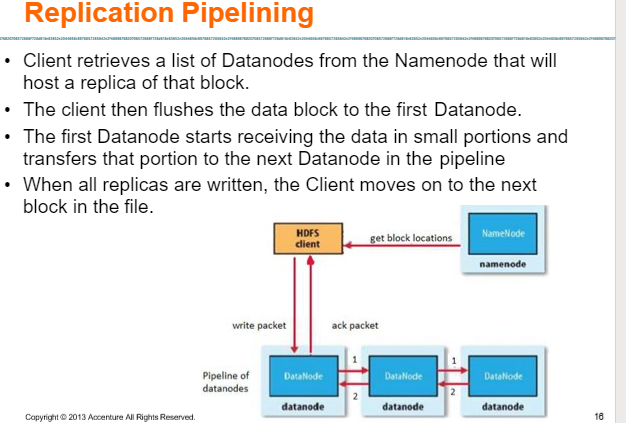 Replication Pipelining
• Client retrieves a list of Datanodes from the Namenode that will
host a replica of that block.
• The client then flushes the data block to the first Datanode.
• The first Datanode starts receiving the data in small portions and
transfers that portion to the next Datanode in the pipeline
• When all replicas are written, the Client moves on to the next
block in the file.
HDFS
client
get block locations
NameNode
namenode
write packet
ack packet
Pipeline of
datanodes
DataNode
datanode
1
2
DataNode
datanode
1
2
DataNode
datanode
Copyright © 2013 Accenture All Rights Reserved.
16